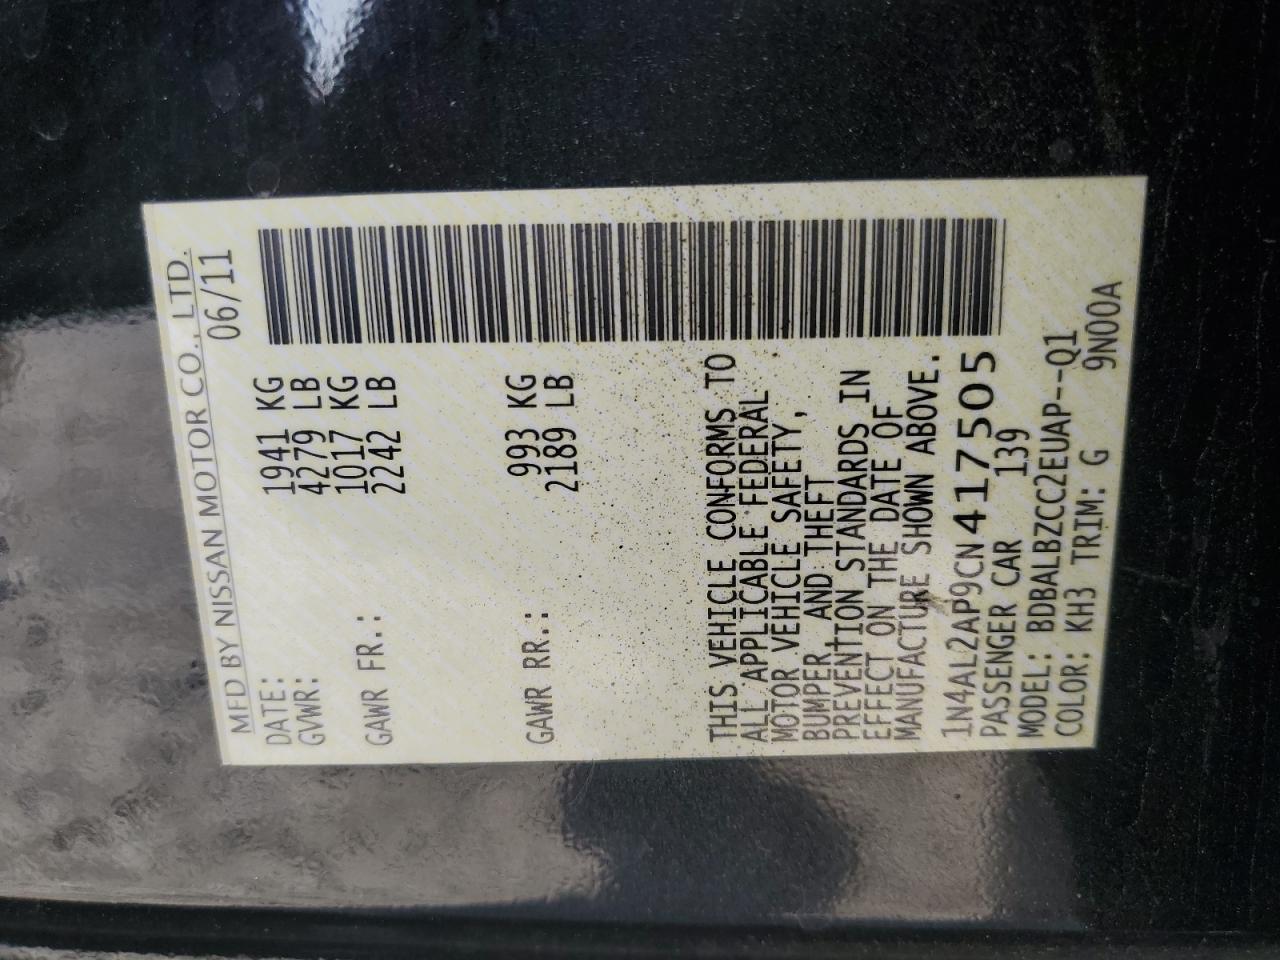 MFD BY NISSAN MOTOR CO., LTD.
DATE: 06/11
GVWR: 1941 KG
4279 LB
1017 KG
GAWR FR.: 2242 LB
993 KG
GAWR RR.: 2189 LB
THIS VEHICLE CONFORMS TO
ALL APPLICABLE FEDERAL
MOTOR VEHICLE SAFETY,
BUMPER, AND THEFT
PREVENTION STANDARDS IN
EFFECT ON THE DATE OF
MANUFACTURE SHOWN ABOVE.
1N4AL2AP9CN417505
PASSENGER CAR 139
MODEL: BDBALBZCC2EUAP--Q1
COLOR: KH3 TRIM: G 9N00A